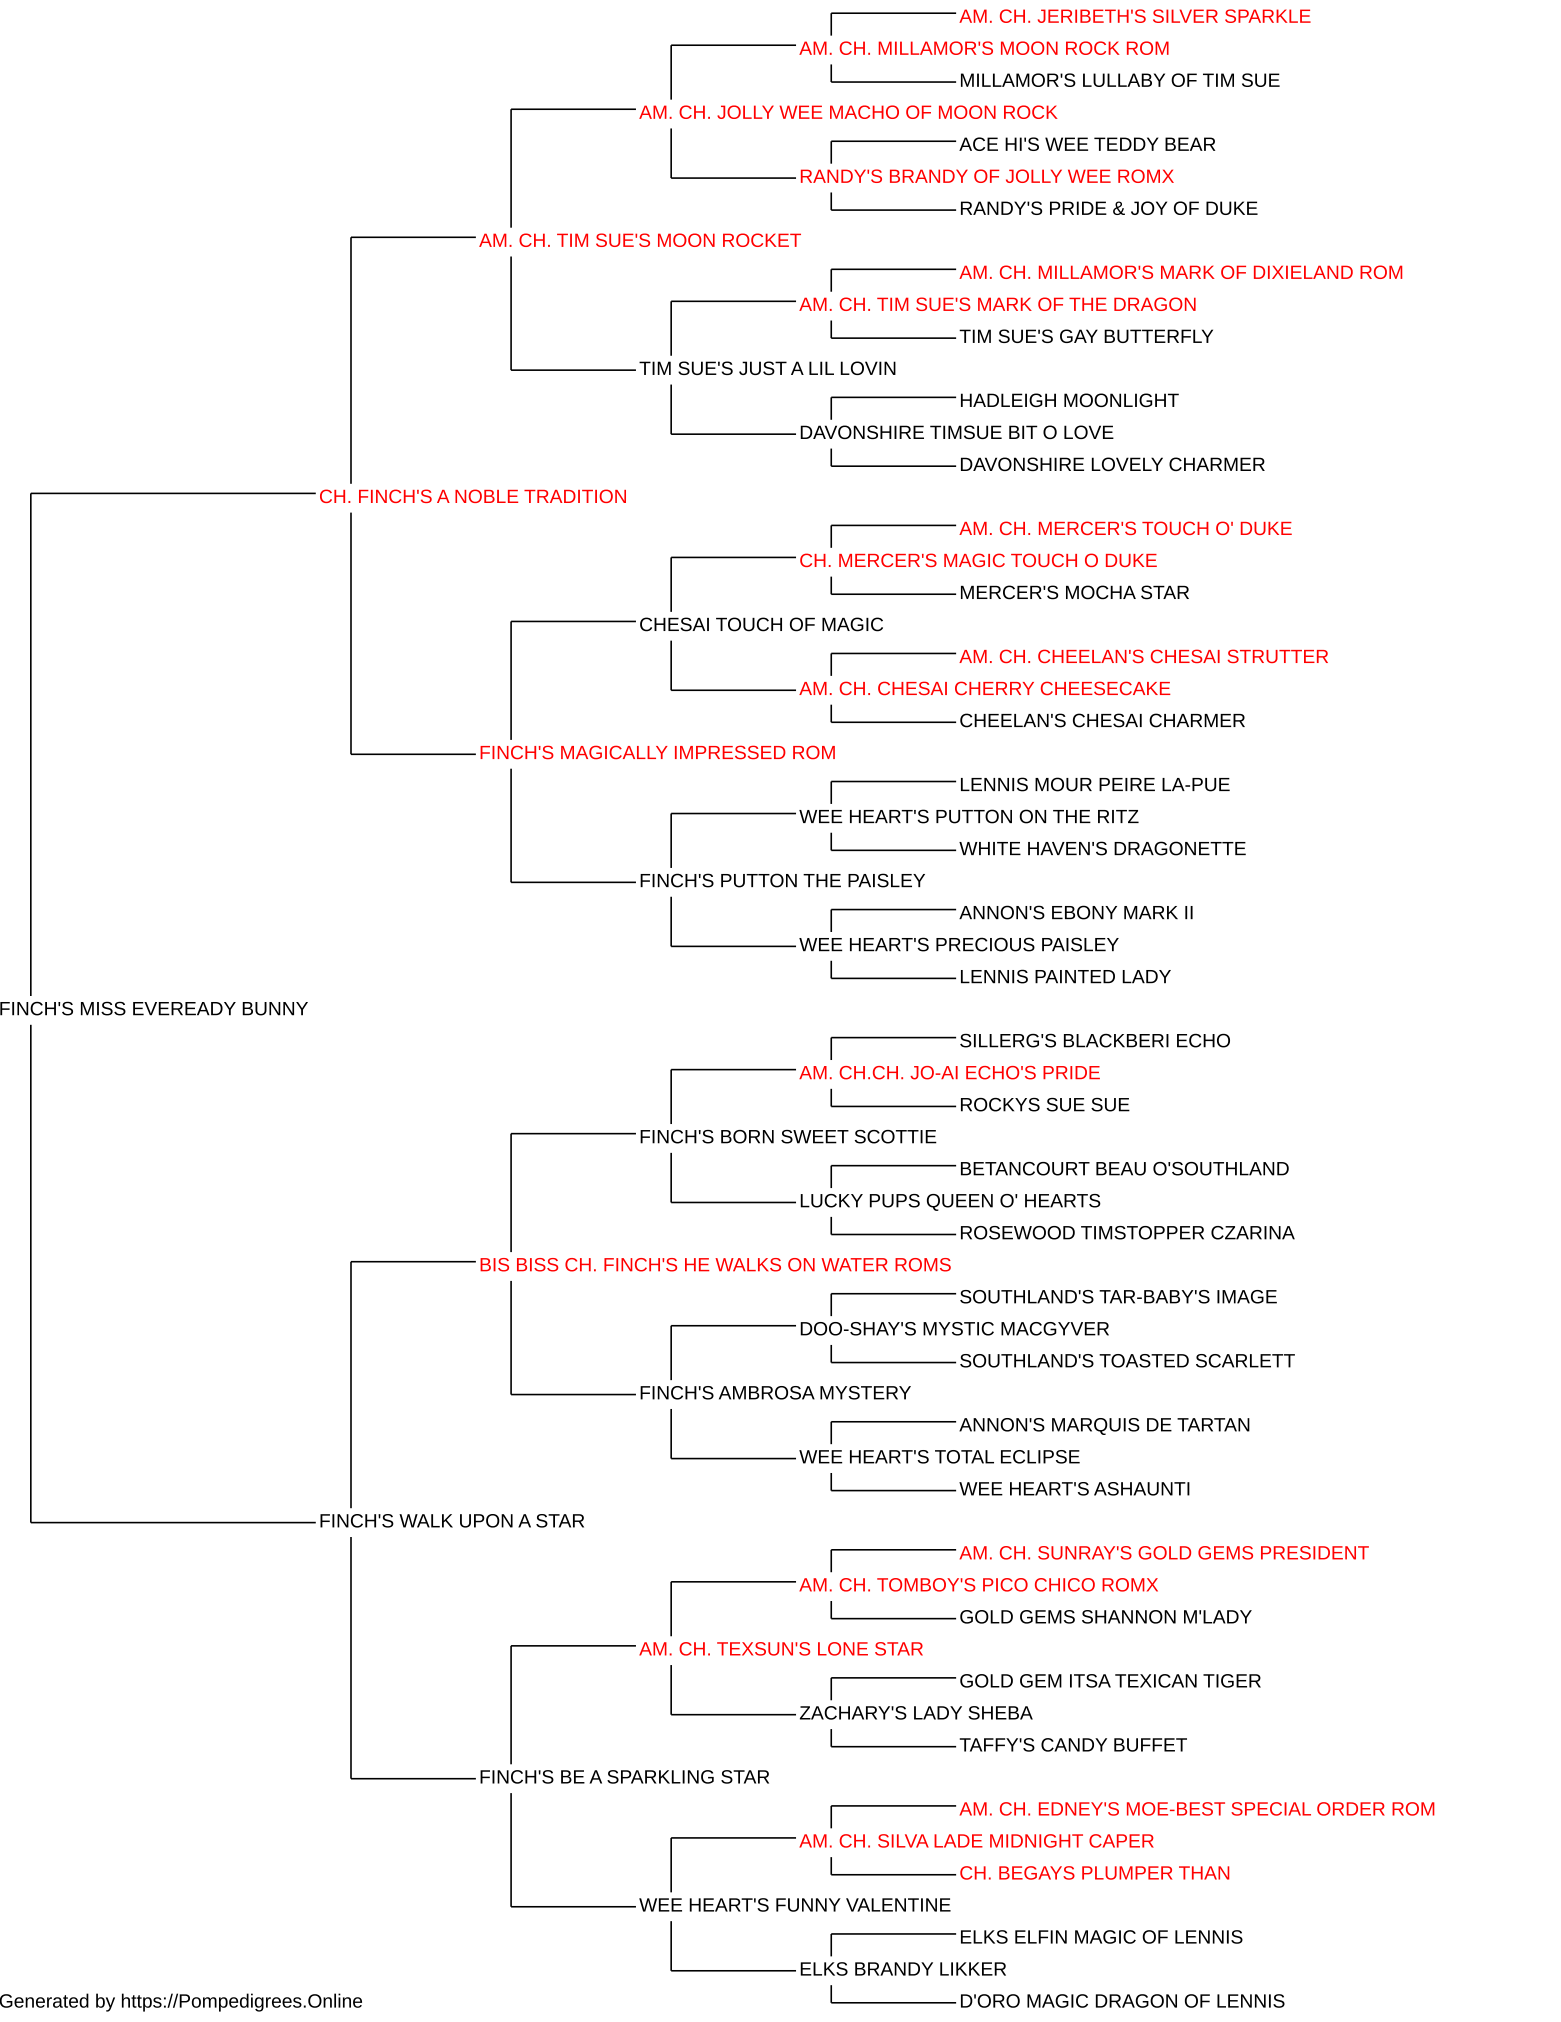 AM. CH. JERIBETH'S SILVER SPARKLE
AM. CH. MILLAMOR'S MOON ROCK ROM
MILLAMOR'S LULLABY OF TIM SUE
AM. CH. JOLLY WEE MACHO OF MOON ROCK
ACE HI'S WEE TEDDY BEAR
RANDY'S BRANDY OF JOLLY WEE ROMX
RANDY'S PRIDE & JOY OF DUKE
AM. CH. TIM SUE'S MOON ROCKET
AM. CH. MILLAMOR'S MARK OF DIXIELAND ROM
AM. CH. TIM SUE'S MARK OF THE DRAGON
TIM SUE'S GAY BUTTERFLY
TIM SUE'S JUST A LIL LOVIN
HADLEIGH MOONLIGHT
DAVONSHIRE TIMSUE BIT O LOVE
DAVONSHIRE LOVELY CHARMER
CH. FINCH'S A NOBLE TRADITION
AM. CH. MERCER'S TOUCH O' DUKE
CH. MERCER'S MAGIC TOUCH O DUKE
MERCER'S MOCHA STAR
CHESAI TOUCH OF MAGIC
AM. CH. CHEELAN'S CHESAI STRUTTER
AM. CH. CHESAI CHERRY CHEESECAKE
CHEELAN'S CHESAI CHARMER
FINCH'S MAGICALLY IMPRESSED ROM
LENNIS MOUR PEIRE LA-PUE
WEE HEART'S PUTTON ON THE RITZ
WHITE HAVEN'S DRAGONETTE
FINCH'S PUTTON THE PAISLEY
ANNON'S EBONY MARK II
WEE HEART'S PRECIOUS PAISLEY
LENNIS PAINTED LADY
FINCH'S MISS EVEREADY BUNNY
SILLERG'S BLACKBERI ECHO
AM. CH.CH. JO-AI ECHO'S PRIDE
ROCKYS SUE SUE
FINCH'S BORN SWEET SCOTTIE
BETANCOURT BEAU O'SOUTHLAND
LUCKY PUPS QUEEN O' HEARTS
ROSEWOOD TIMSTOPPER CZARINA
BIS BISS CH. FINCH'S HE WALKS ON WATER ROMS
SOUTHLAND'S TAR-BABY'S IMAGE
DOO-SHAY'S MYSTIC MACGYVER
SOUTHLAND'S TOASTED SCARLETT
FINCH'S AMBROSA MYSTERY
ANNON'S MARQUIS DE TARTAN
WEE HEART'S TOTAL ECLIPSE
WEE HEART'S ASHAUNTI
FINCH'S WALK UPON A STAR
AM. CH. SUNRAY'S GOLD GEMS PRESIDENT
AM. CH. TOMBOY'S PICO CHICO ROMX
GOLD GEMS SHANNON M'LADY
AM. CH. TEXSUN'S LONE STAR
GOLD GEM ITSA TEXICAN TIGER
ZACHARY'S LADY SHEBA
TAFFY'S CANDY BUFFET
FINCH'S BE A SPARKLING STAR
AM. CH. EDNEY'S MOE-BEST SPECIAL ORDER ROM
AM. CH. SILVA LADE MIDNIGHT CAPER
CH. BEGAYS PLUMPER THAN
WEE HEART'S FUNNY VALENTINE
ELKS ELFIN MAGIC OF LENNIS
ELKS BRANDY LIKKER
D'ORO MAGIC DRAGON OF LENNIS
Generated by https://Pompedigrees.Online